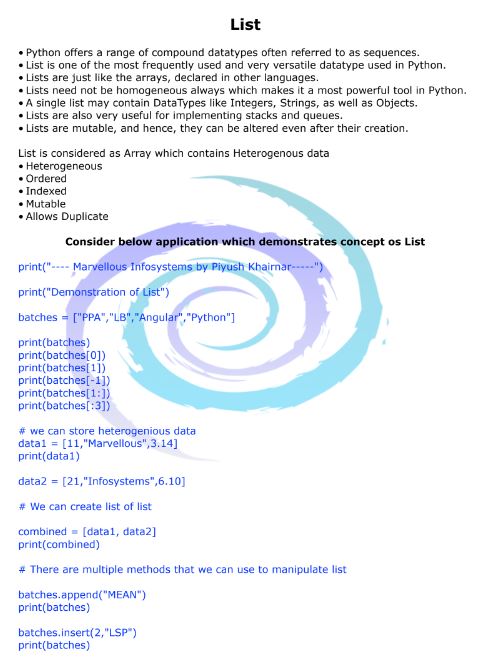 List
• Python offers a range of compound datatypes often referred to as sequences.
• List is one of the most frequently used and very versatile datatype used in Python.
• Lists are just like the arrays, declared in other languages.
• Lists need not be homogeneous always which makes it a most powerful tool in Python.
• A single list may contain DataTypes like Integers, Strings, as well as Objects.
• Lists are also very useful for implementing stacks and queues.
• Lists are mutable, and hence, they can be altered even after their creation.
List is considered as Array which contains Heterogenous data
• Heterogeneous
• Ordered
• Indexed
• Mutable
• Allows Duplicate
Consider below application which demonstrates concept os List
print("---- Marvellous Infosystems by Piyush Khairnar-----")
print("Demonstration of List")
batches = ["PPA","LB","Angular","Python"]
print(batches)
print(batches[0])
print(batches[1])
print(batches[-1])
print(batches[1:])
print(batches[:3])
# we can store heterogenious data
data1 = [11,"Marvellous",3.14]
print(data1)
data2 = [21,"Infosystems",6.10]
# We can create list of list
combined = [data1, data2]
print(combined)
# There are multiple methods that we can use to manipulate list
batches.append("MEAN")
print(batches)
batches.insert(2,"LSP")
print(batches)